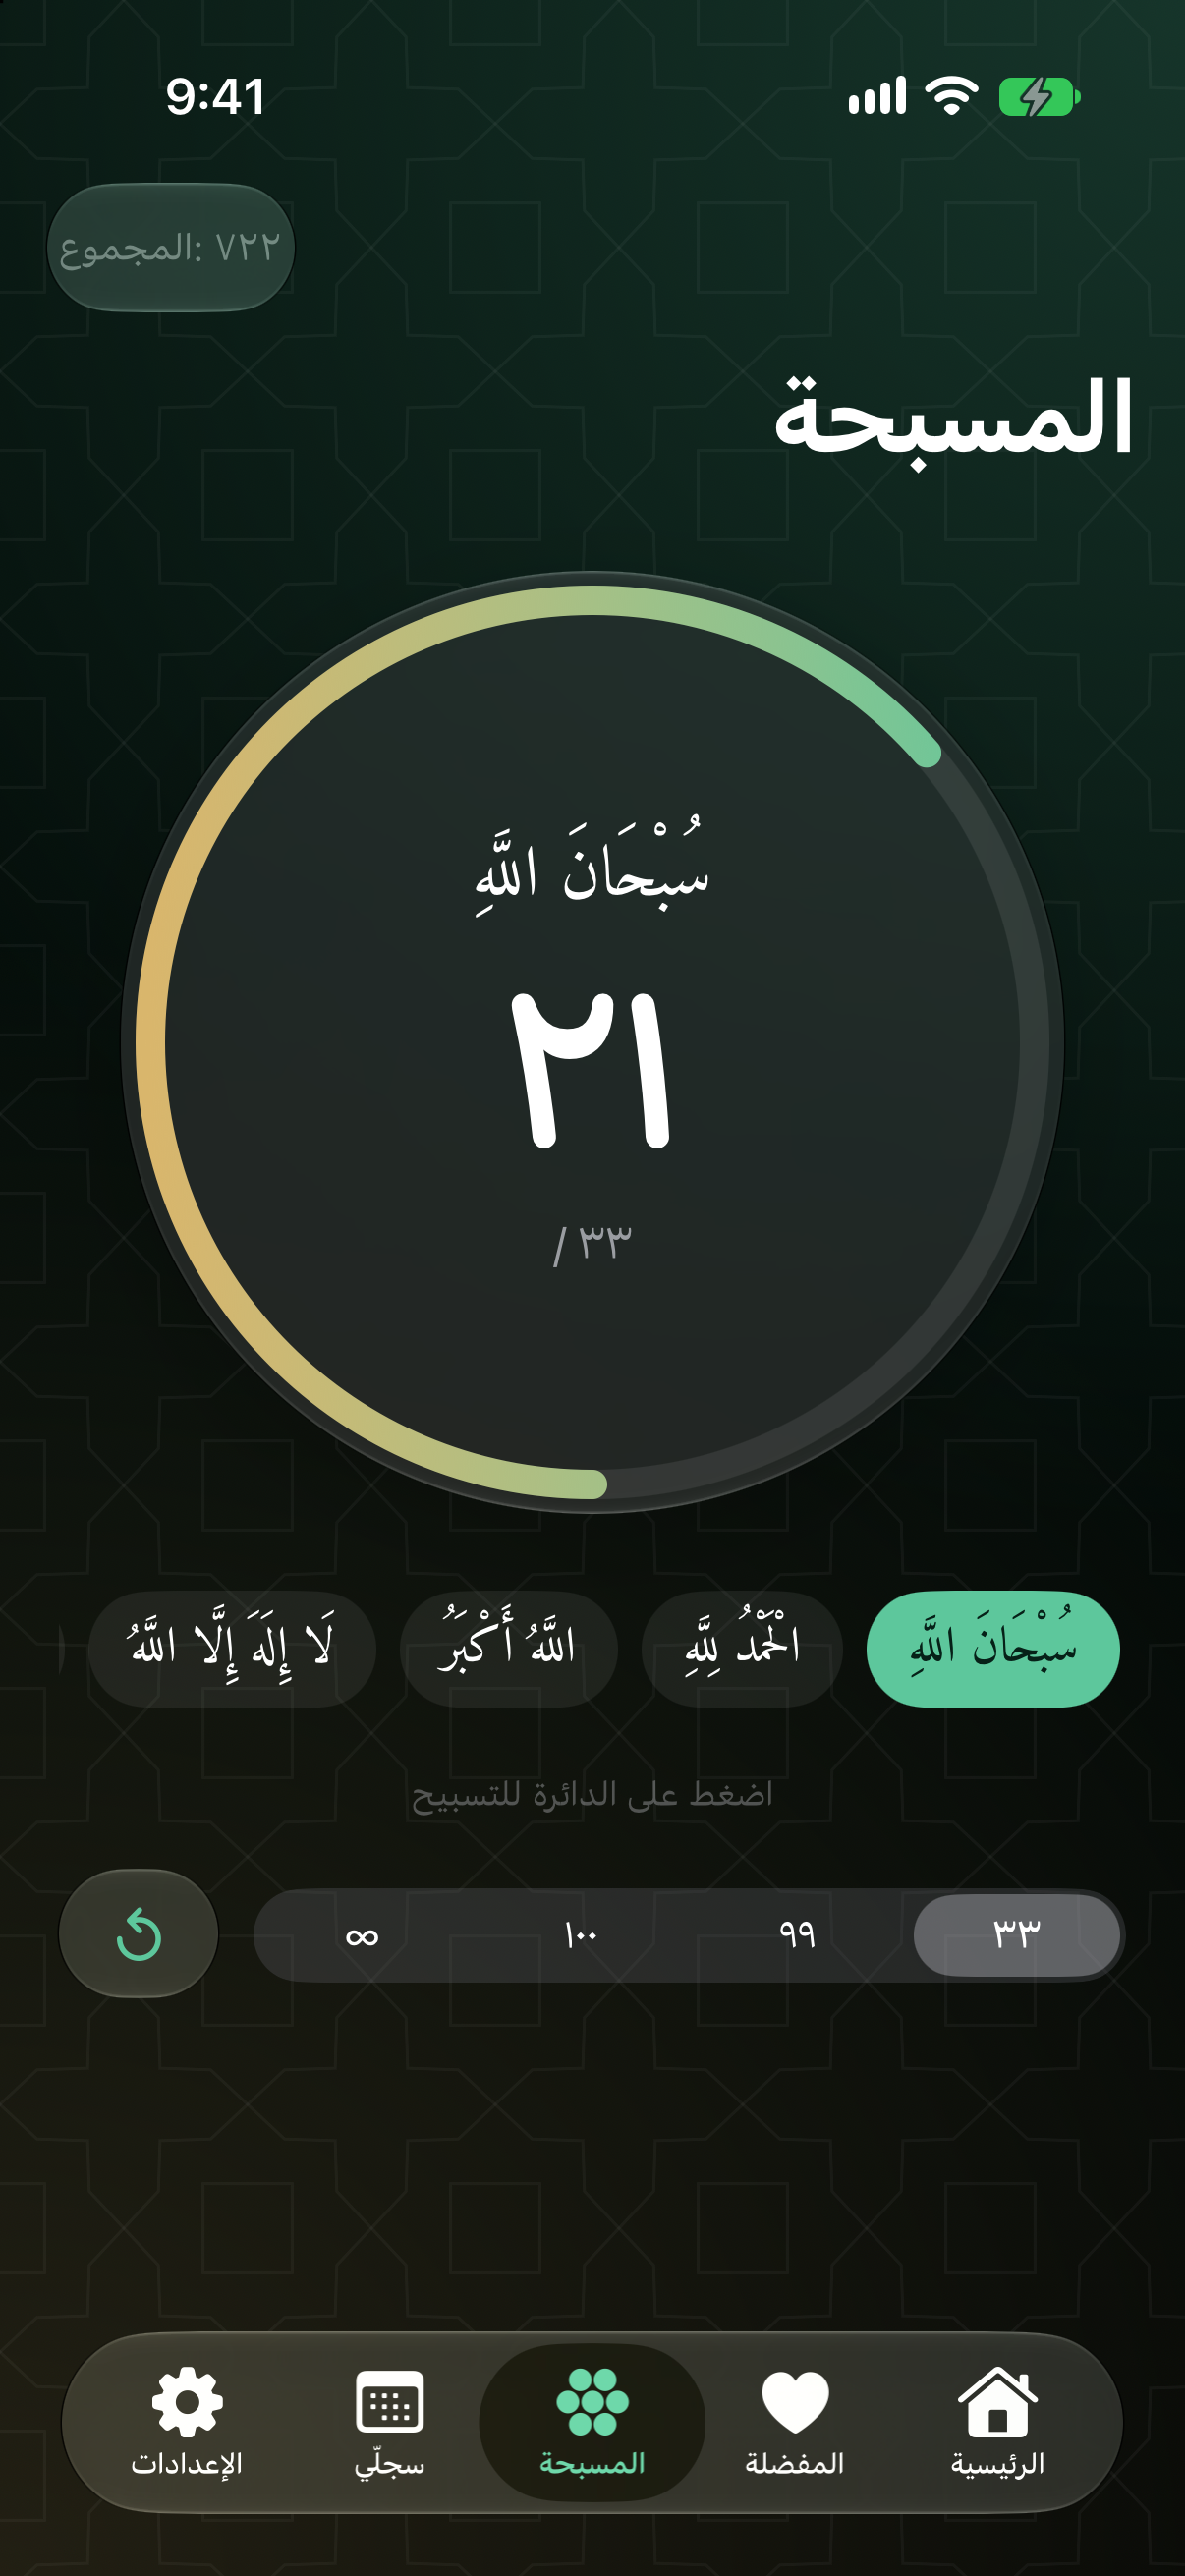 9:41
المجموع: ٧٢٢
المسبحة
سُبْحَانَ اللَّهِ
٢١
/ ٣٣
سُبْحَانَ اللَّهِ
الْحَمْدُ لِلَّهِ
اللَّهُ أَكْبَرُ
لَا إِلَهَ إِلَّا اللَّهُ
اضغط على الدائرة للتسبيح
٣٣ ٩٩ ١٠٠ ∞
الرئيسية المفضلة المسبحة سجلّي الإعدادات